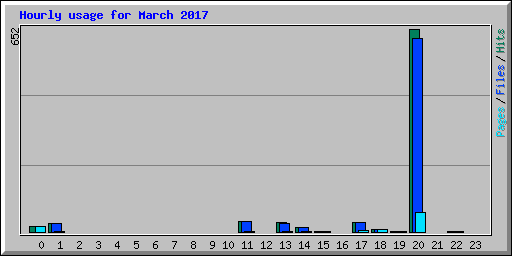 Hourly usage for March 2017
652
Pages / Files / Hits
0 1 2 3 4 5 6 7 8 9 10 11 12 13 14 15 16 17 18 19 20 21 22 23